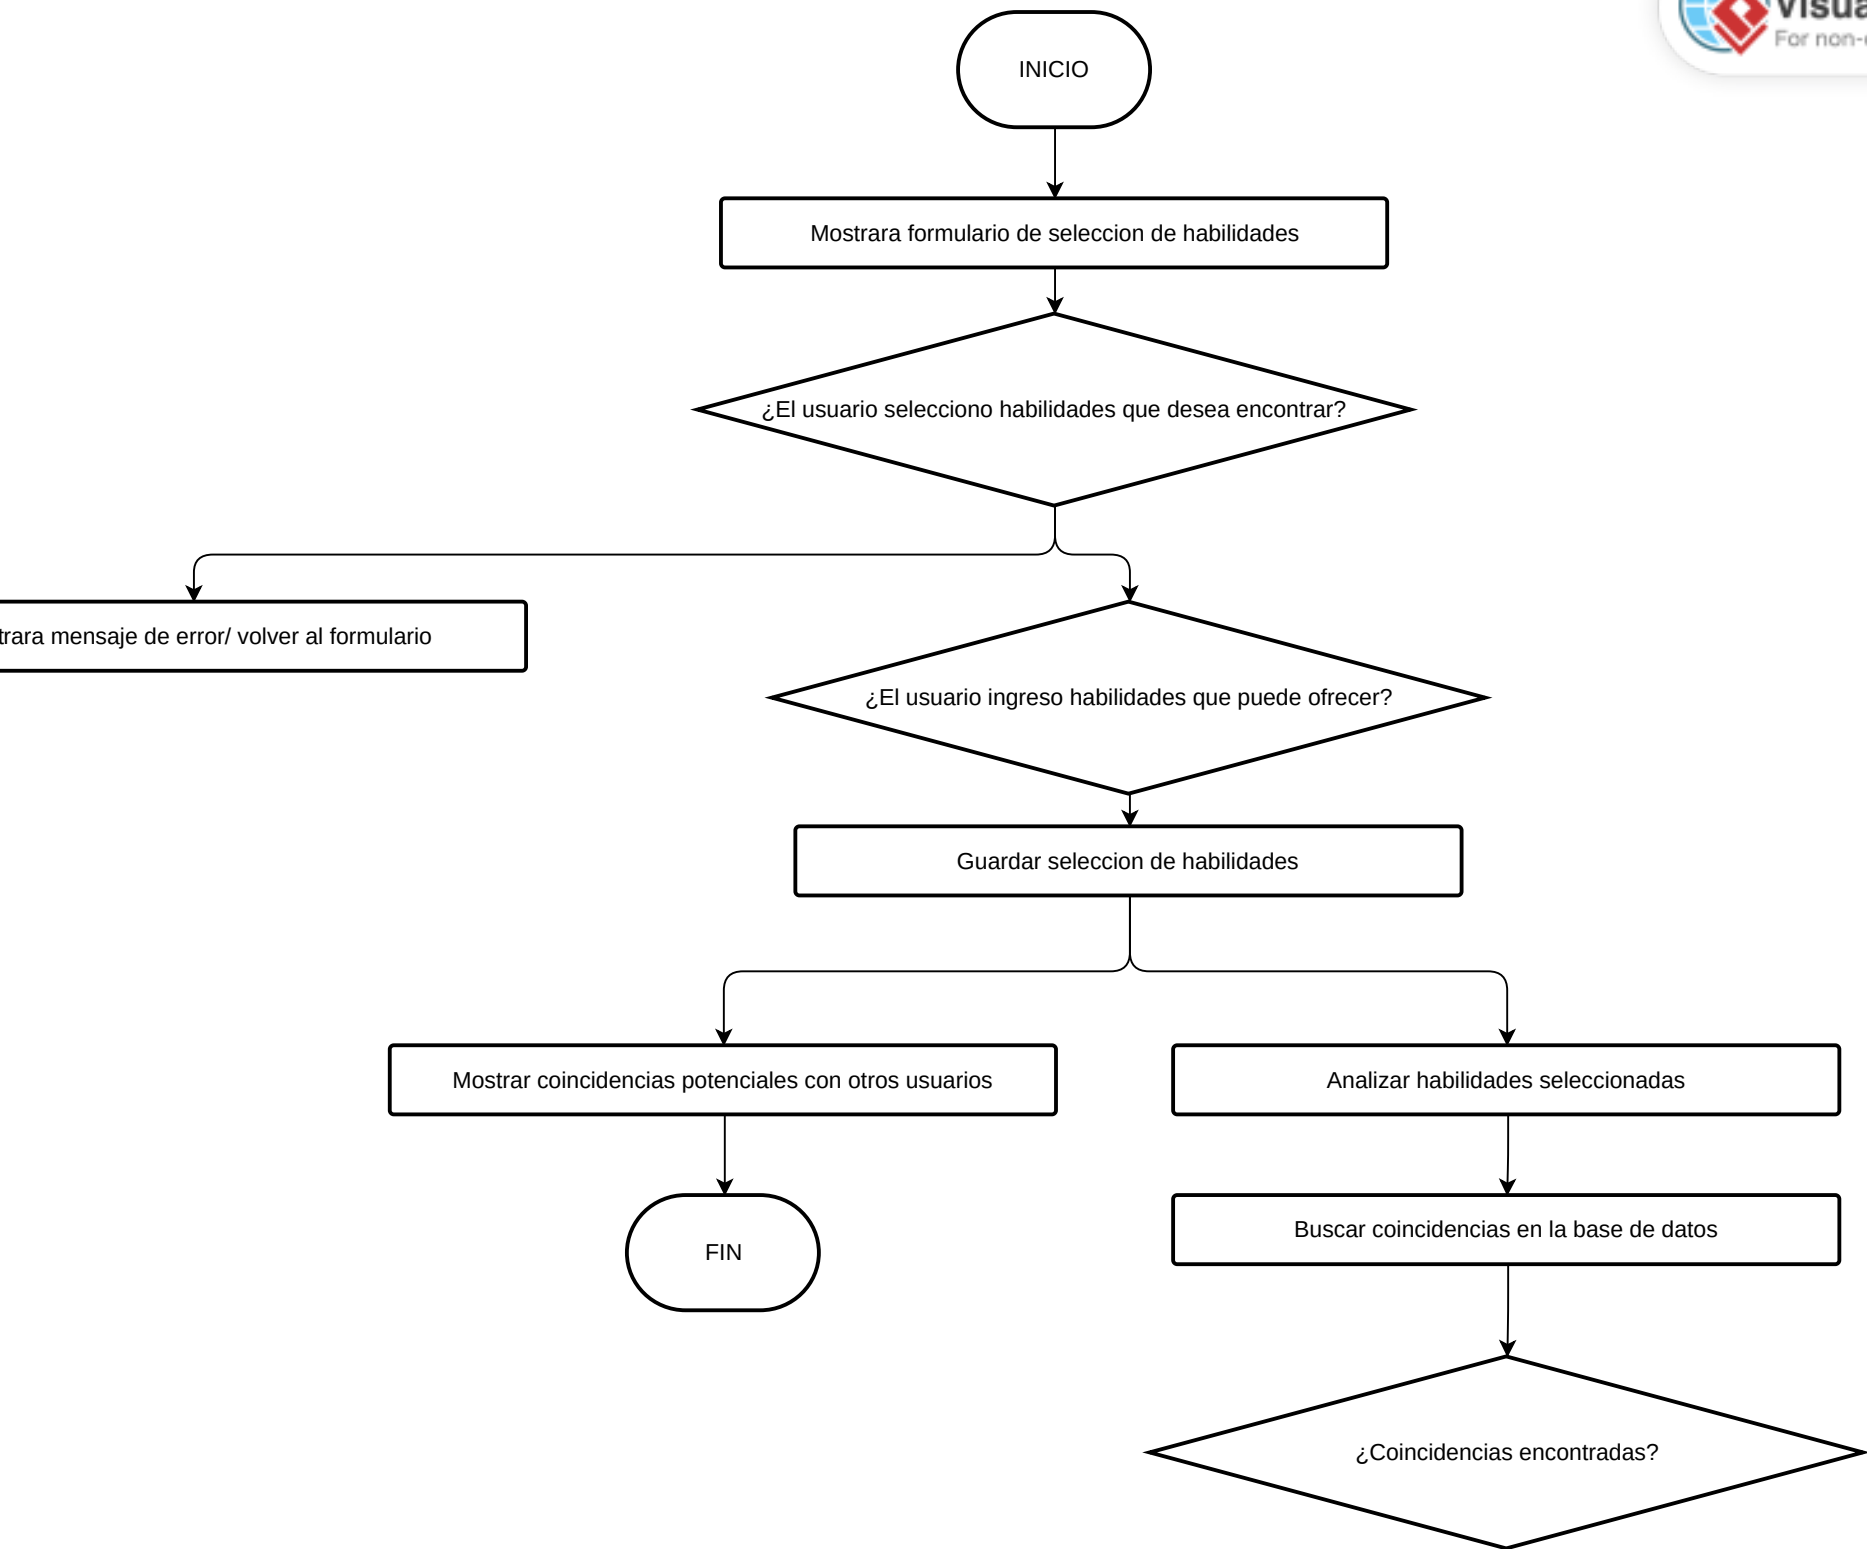 For non-
INICIO
Mostrara formulario de seleccion de habilidades
¿El usuario selecciono habilidades que desea encontrar?
mensaje de error/ volver al formulario
¿El usuario ingreso habilidades que puede ofrecer?
Guardar seleccion de habilidades
Mostrar coincidencias potenciales con otros usuarios
Analizar habilidades seleccionadas
FIN
Buscar coincidencias en la base de datos
¿Coincidencias encontradas?